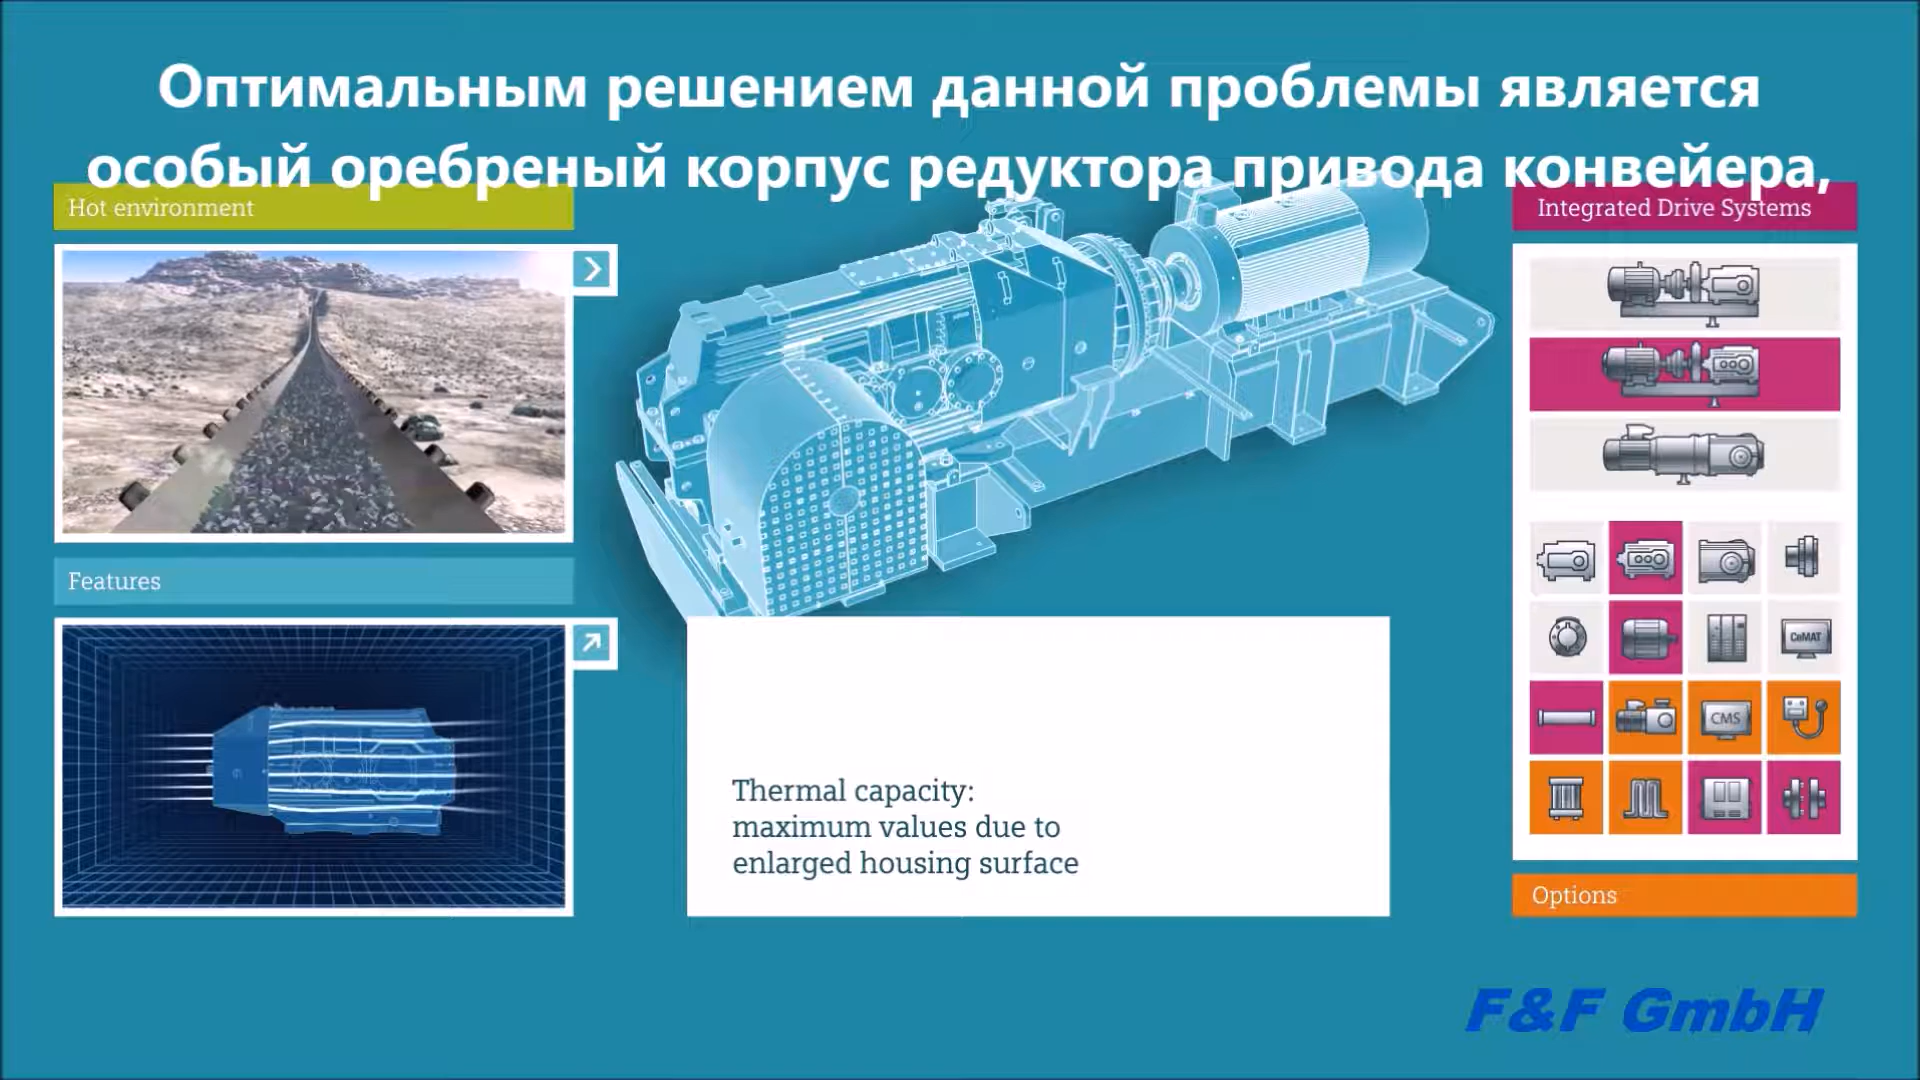 Оптимальным решением данной проблемы является
особый оребреный корпус редуктора привода конвейера,
Hot environment
Integrated Drive Systems
Features
CoMAT
CMS
Thermal capacity:
maximum values due to
enlarged housing surface
Options
F&F GmbH